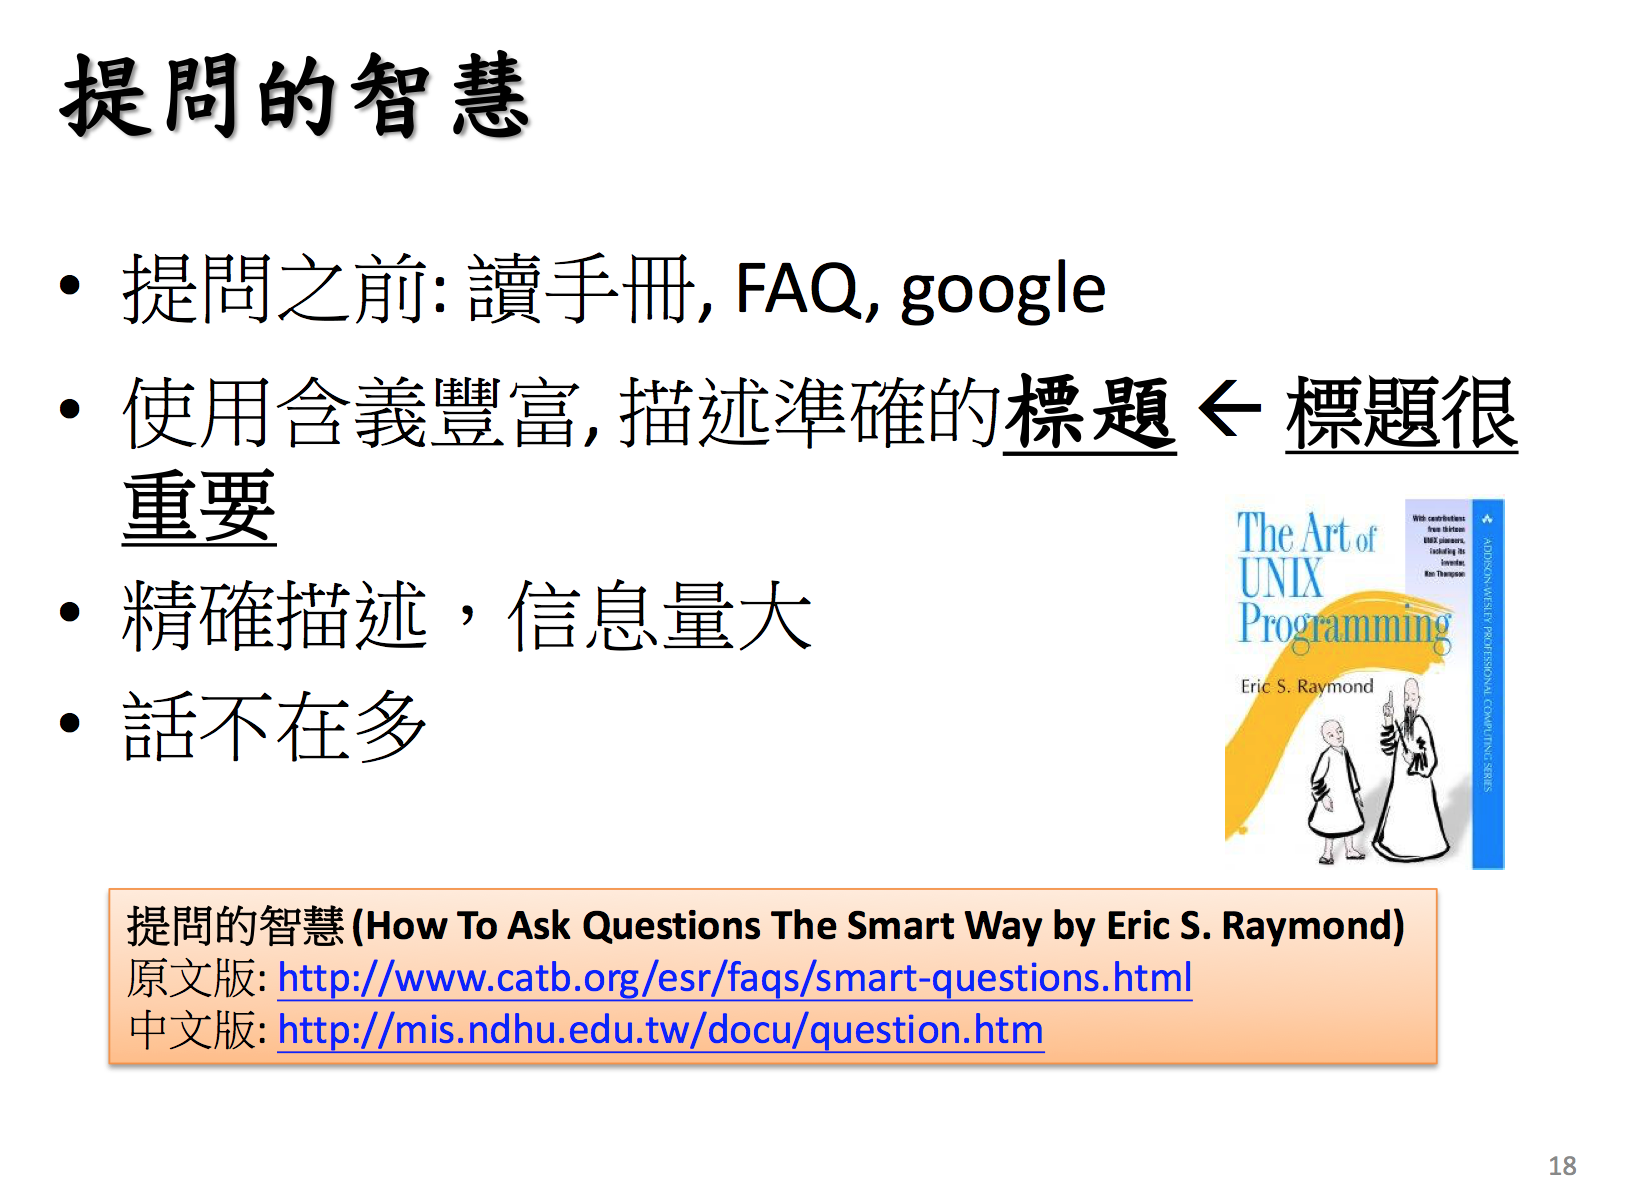 提問的智慧
• 提問之前: 讀手冊, FAQ, google
• 使用含義豐富, 描述準確的標題 ← 標題很
重要
• 精確描述，信息量大
• 話不在多
The Art of
UNIX
Programming
With contributions
from thirteen
UNIX pioneers,
including its
inventor,
Ken Thompson
Eric S. Raymond
ADDISON-WESLEY PROFESSIONAL COMPUTING SERIES
提問的智慧 (How To Ask Questions The Smart Way by Eric S. Raymond)
原文版: http://www.catb.org/esr/faqs/smart-questions.html
中文版: http://mis.ndhu.edu.tw/docu/question.htm
18